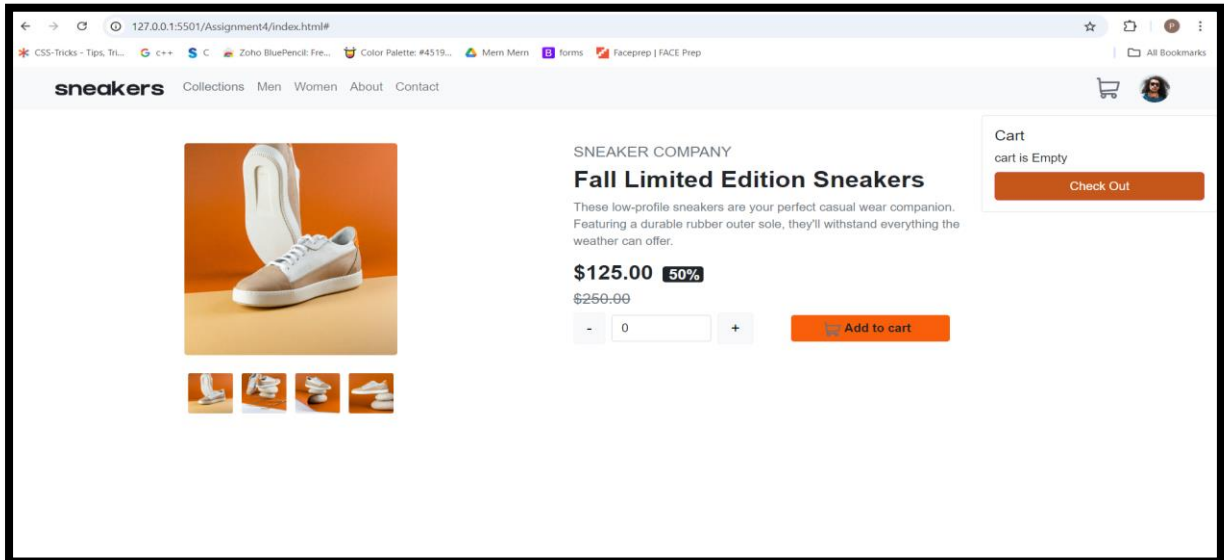 127.0.0.1:5501/Assignment4/index.html#
CSS-Tricks - Tips, Tri... c++ S C Zoho BluePencil: Fre... Color Palette: #4519... Mern Mern B forms Faceprep | FACE Prep All Bookmarks
P
sneakers Collections Men Women About Contact
Cart
cart is Empty
Check Out
SNEAKER COMPANY
Fall Limited Edition Sneakers
These low-profile sneakers are your perfect casual wear companion.
Featuring a durable rubber outer sole, they'll withstand everything the
weather can offer.
$125.00 50%
$250.00
- 0 + Add to cart